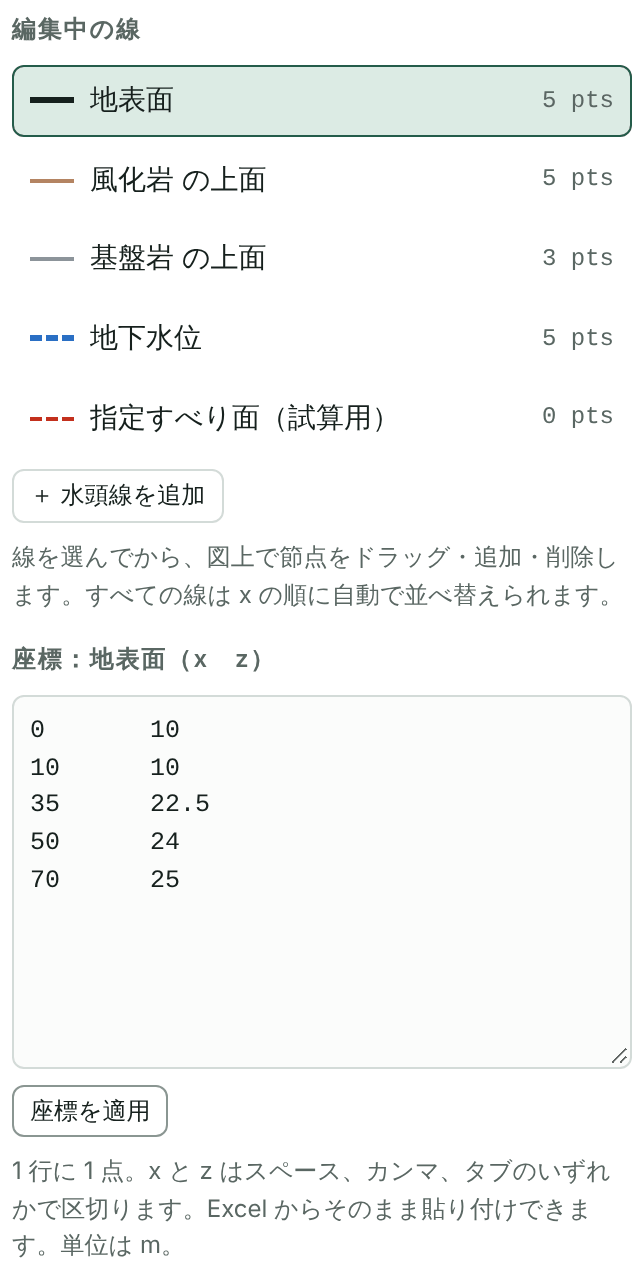 編集中の線
地表面 5 pts
風化岩 の上面 5 pts
基盤岩 の上面 3 pts
地下水位 5 pts
指定すべり面（試算用） 0 pts
＋ 水頭線を追加
線を選んでから、図上で節点をドラッグ・追加・削除し
ます。すべての線は x の順に自動で並べ替えられます。
座標：地表面（x　z）
0 10
10 10
35 22.5
50 24
70 25
座標を適用
1 行に 1 点。x と z はスペース、カンマ、タブのいずれ
かで区切ります。Excel からそのまま貼り付けできま
す。単位は m。